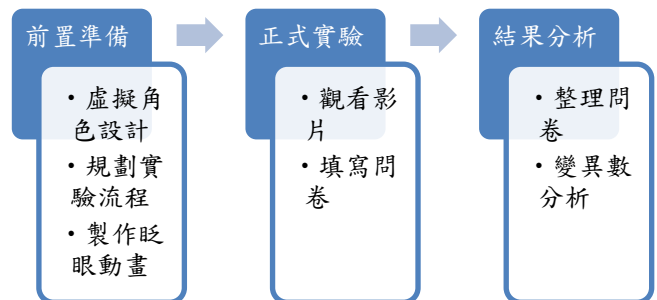 前置準備
・虛擬角
色設計
・規劃實
驗流程
・製作眨
眼動畫
正式實驗
・觀看影
片
・填寫問
卷
結果分析
・整理問
卷
・變異數
分析